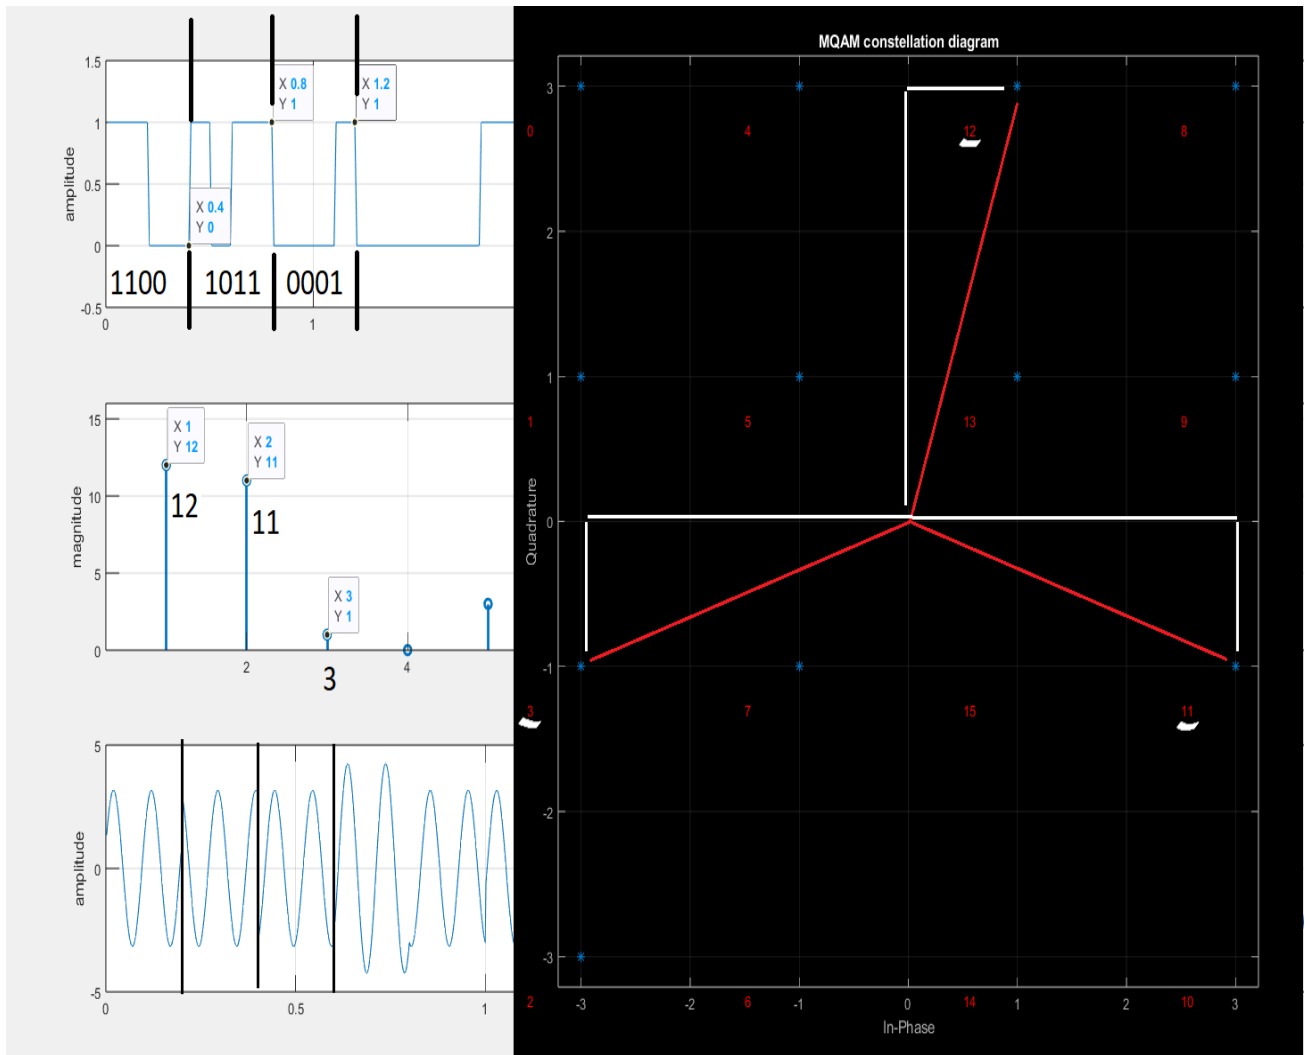 1.5
X 0.8
Y 1
X 1.2
Y 1
1
amplitude
0.5
X 0.4
Y 0
0
1100 1011 0001
-0.5
0 1
15
X 1
Y 12
X 2
Y 11
12
11
10
magnitude
5
X 3
Y 1
0
2 4
3
5
amplitude
0
-5
0 0.5 1
MQAM constellation diagram
3
0 4 12 8
2
1
1 5 13 9
Quadrature
0
-1
3 7 15 11
-2
-3
2 6 14 10
-3 -2 -1 0 1 2 3
In-Phase